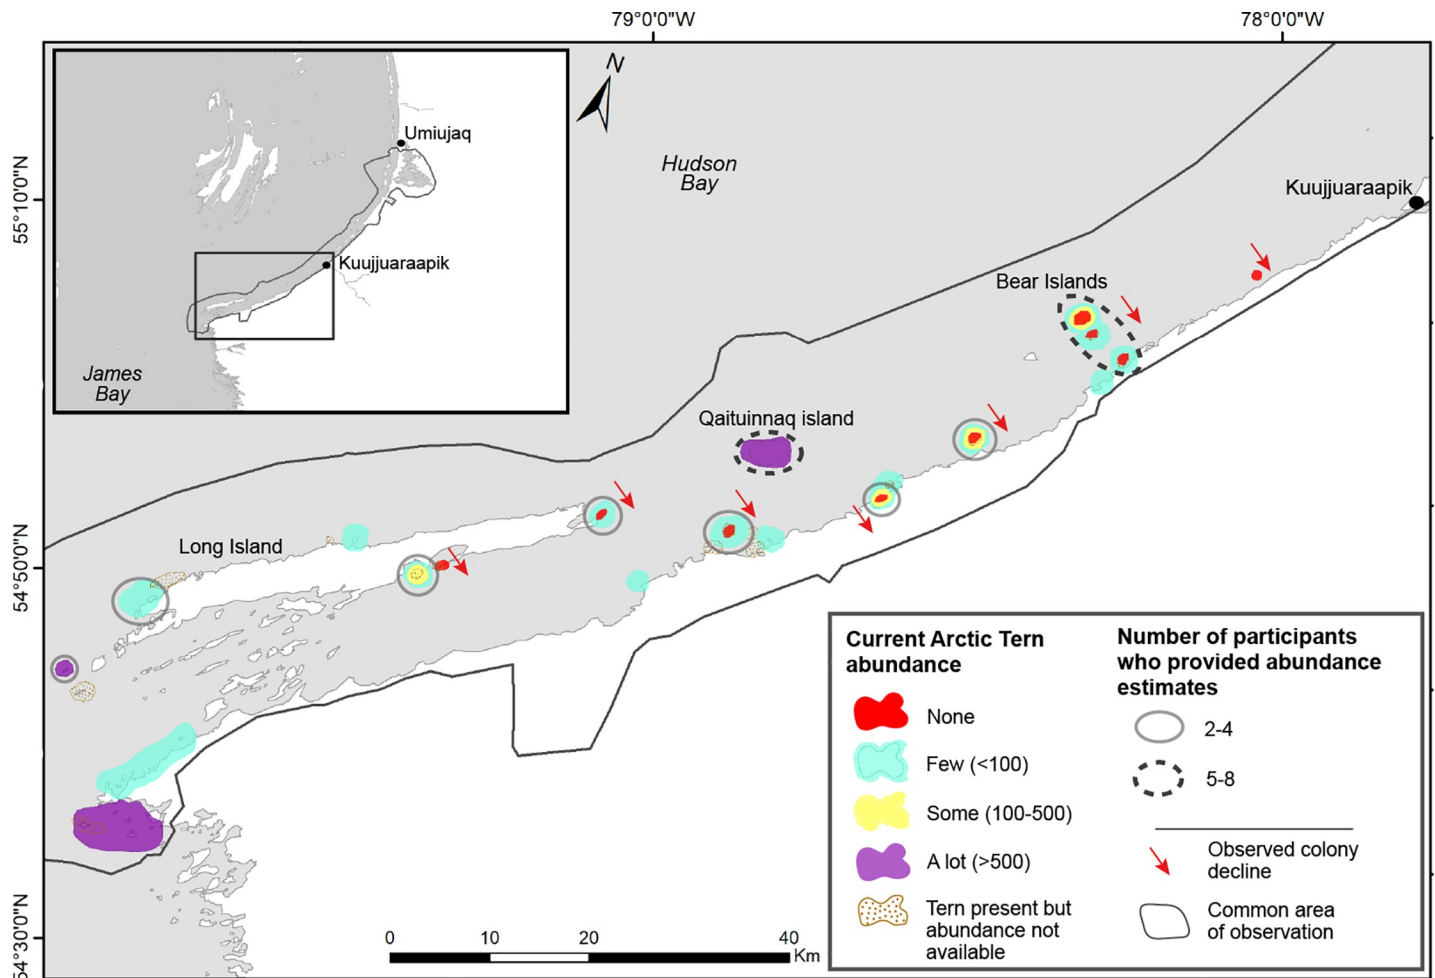 79°0'0"W
78°0'0"W
N
Umiujaq
Kuujjuaraapik
James
Bay
Hudson
Bay
Kuujjuaraapik
Bear Islands
Qaituinnaq island
Long Island
55°10'0"N
54°50'0"N
54°30'0"N
0
10
20
40
Km
Current Arctic Tern
abundance
None
Few (<100)
Some (100-500)
A lot (>500)
Tern present but
abundance not
available
Number of participants
who provided abundance
estimates
2-4
5-8
Observed colony
decline
Common area
of observation